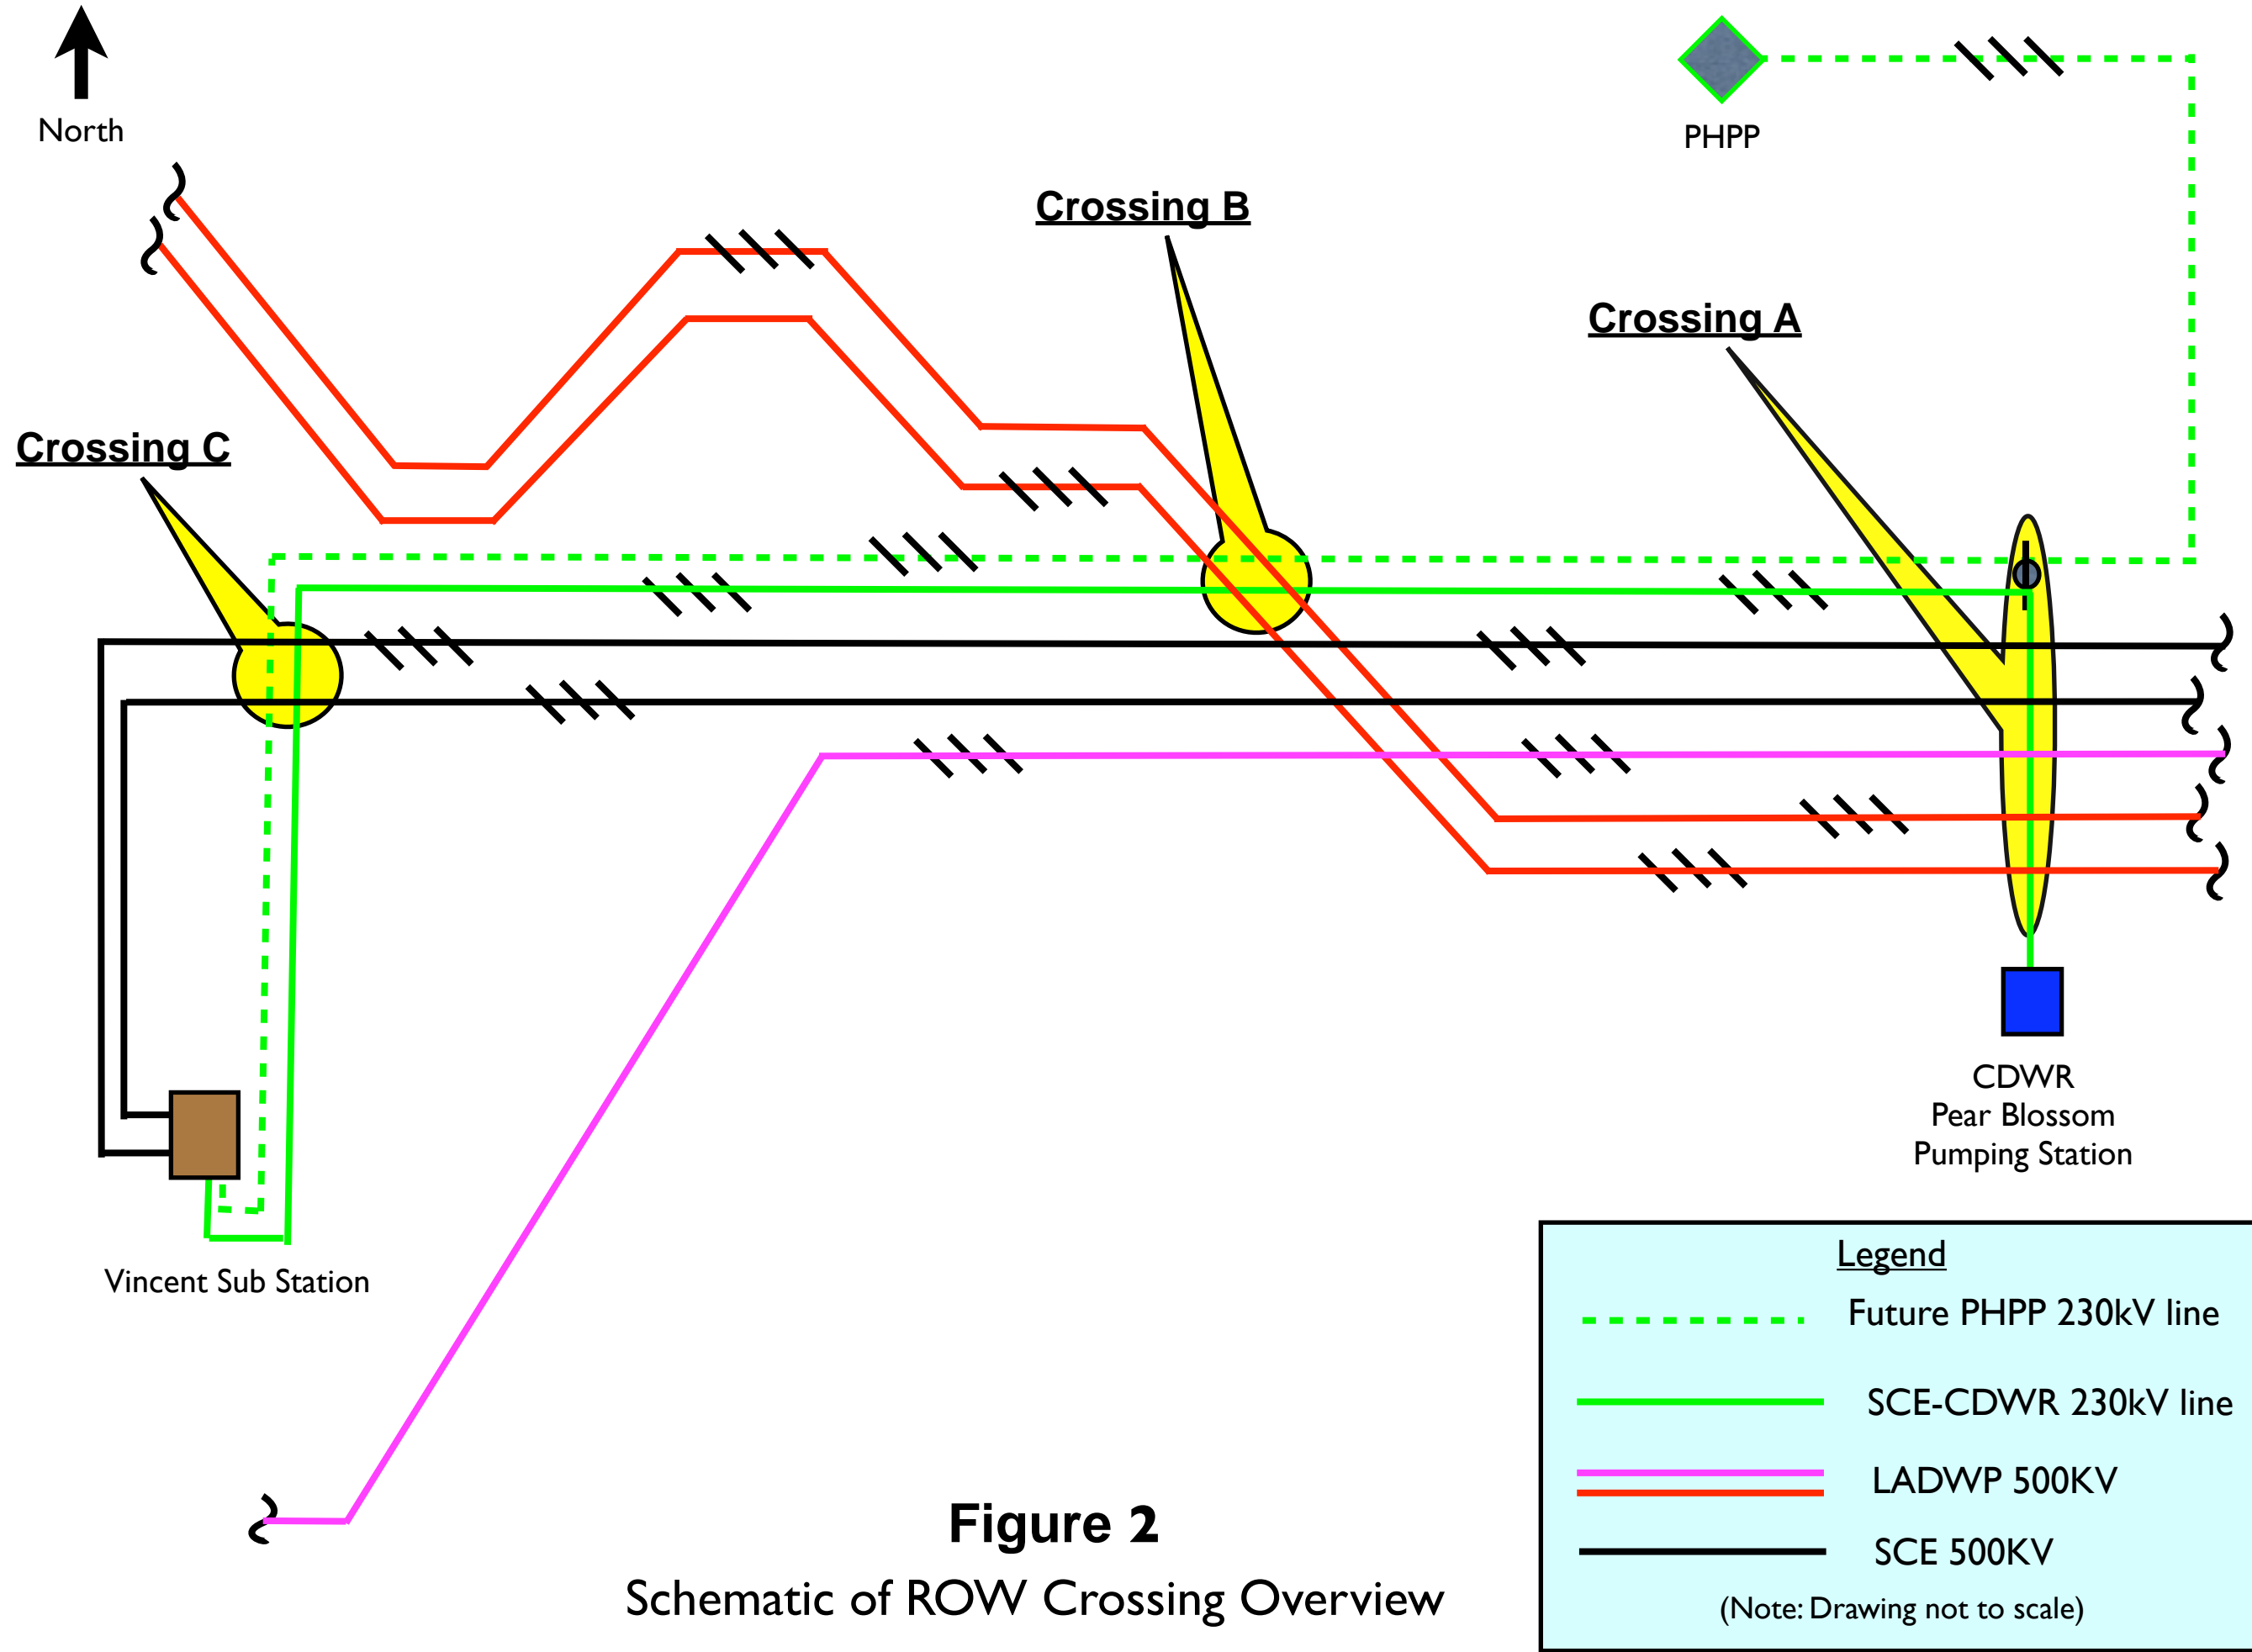 North
PHPP
Crossing B
Crossing A
Crossing C
CDWR
Pear Blossom
Pumping Station
Vincent Sub Station
Legend
Future PHPP 230kV line
SCE-CDWR 230kV line
LADWP 500KV
SCE 500KV
(Note: Drawing not to scale)
Figure 2
Schematic of ROW Crossing Overview